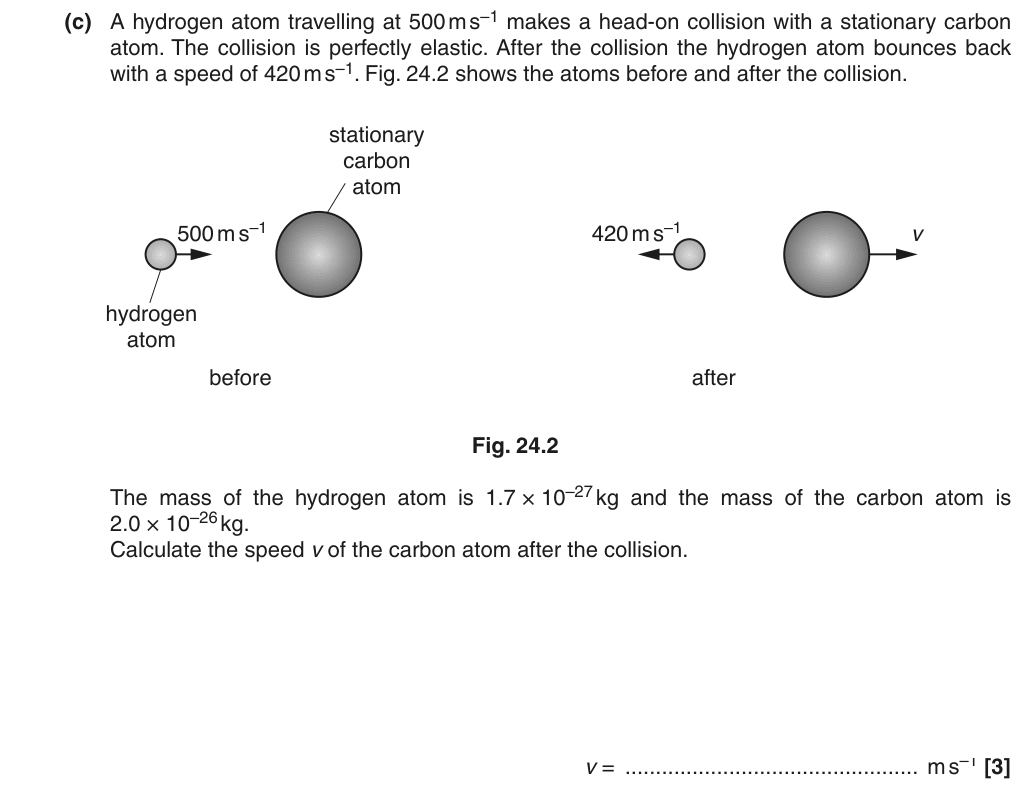 (c) A hydrogen atom travelling at 500 m s⁻¹ makes a head-on collision with a stationary carbon
atom. The collision is perfectly elastic. After the collision the hydrogen atom bounces back
with a speed of 420 m s⁻¹. Fig. 24.2 shows the atoms before and after the collision.
stationary
carbon
atom
500 m s⁻¹
hydrogen
atom
before
420 m s⁻¹
v
after
Fig. 24.2
The mass of the hydrogen atom is 1.7 × 10⁻²⁷ kg and the mass of the carbon atom is
2.0 × 10⁻²⁶ kg.
Calculate the speed v of the carbon atom after the collision.
v = ................................................ m s⁻¹ [3]